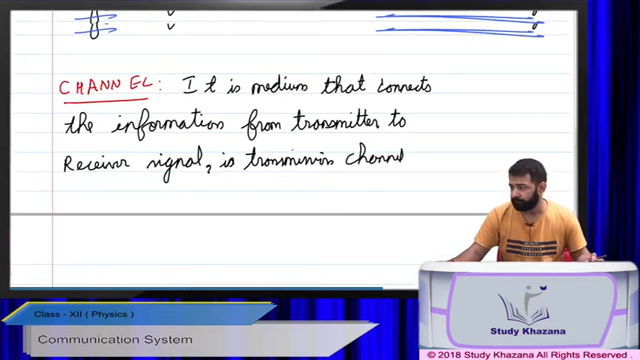 CHANNEL: It is medium that connects
the information from transmitter to
Receiver signal, is transmission channel
Class - XII ( Physics )
Communication System
Study Khazana
© 2018 Study Khazana. All Rights Reserved.